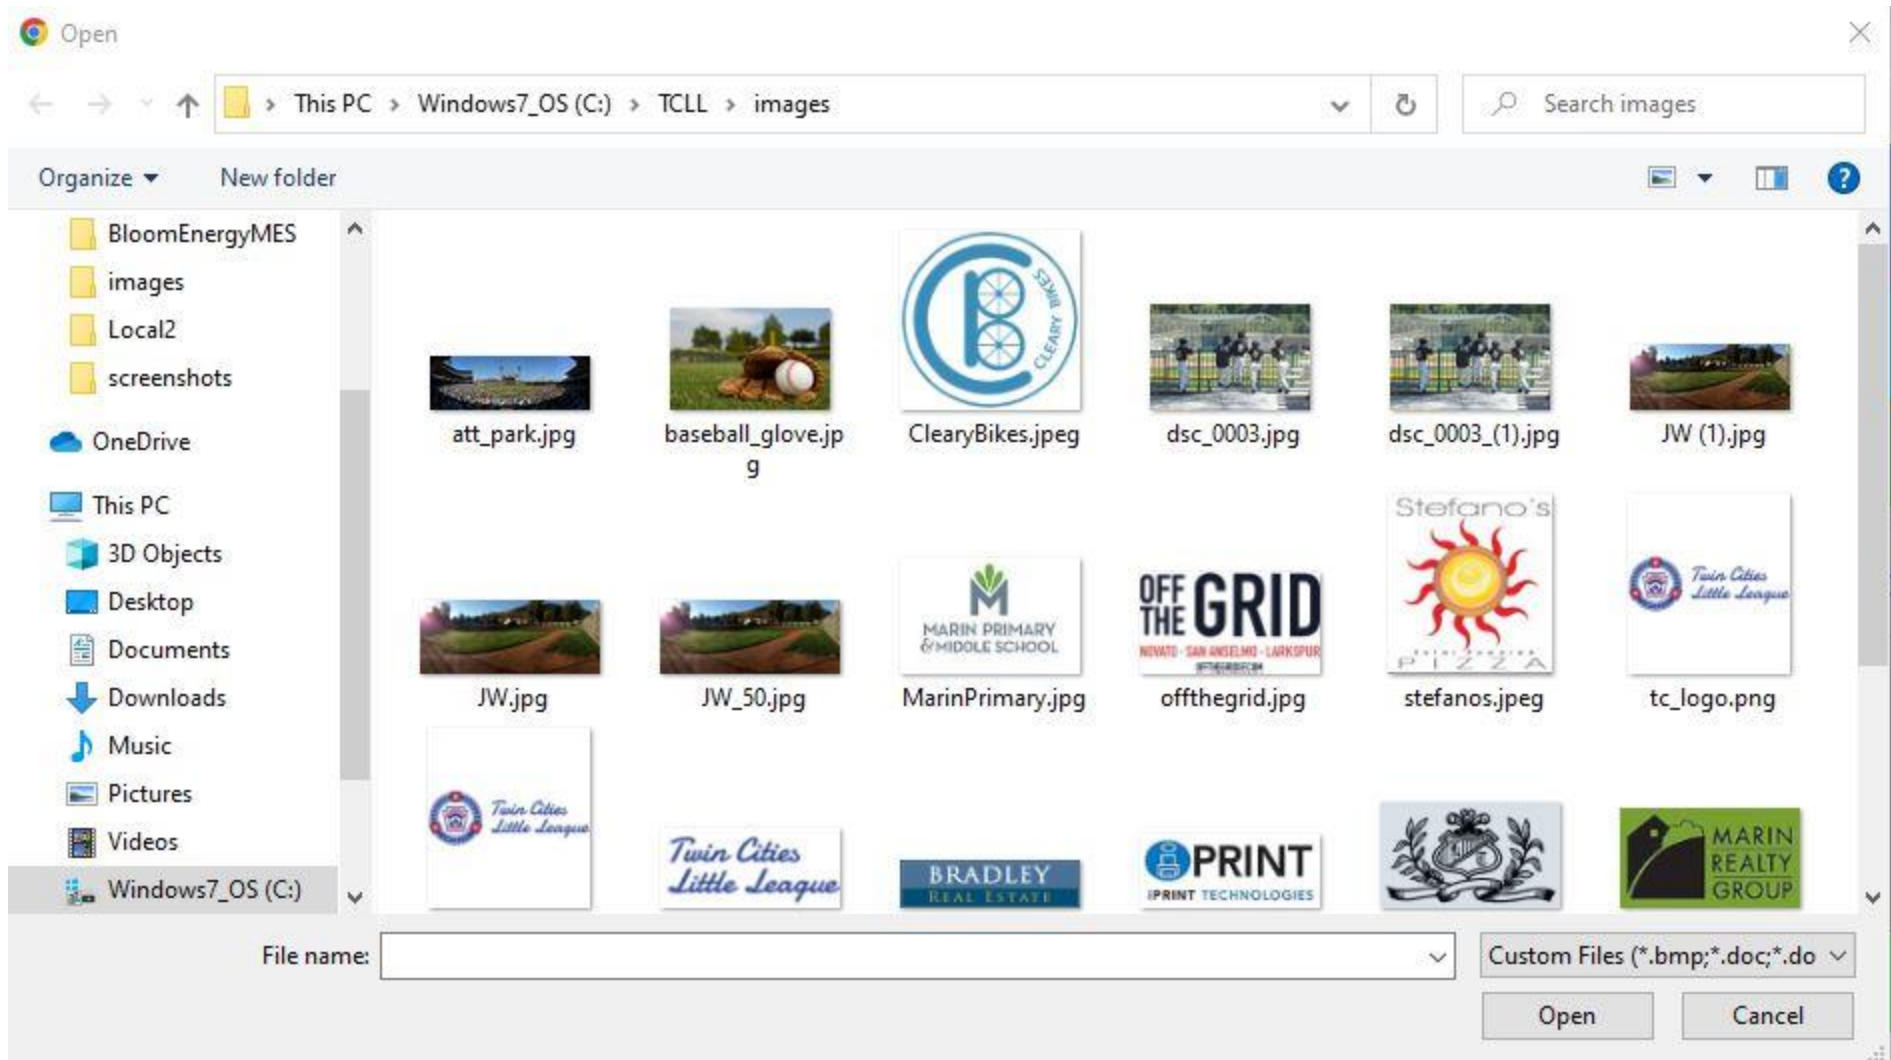 Open
This PC > Windows7_OS (C:) > TCLL > images
Search images
Organize
New folder
?
BloomEnergyMES
images
Local2
screenshots
OneDrive
This PC
3D Objects
Desktop
Documents
Downloads
Music
Pictures
Videos
Windows7_OS (C:)
CLEARY BIKES
att_park.jpg
baseball_glove.jp
g
ClearyBikes.jpeg
dsc_0003.jpg
dsc_0003_(1).jpg
JW (1).jpg
MARIN PRIMARY
& MIDDLE SCHOOL
OFF
THE GRID
NOVATO - SAN ANSELMO - LARKSPUR
Stefano's
PIZZA
Twin Cities
Little League
JW.jpg
JW_50.jpg
MarinPrimary.jpg
offthegrid.jpg
stefanos.jpeg
tc_logo.png
Twin Cities
Little League
Twin Cities
Little League
BRADLEY
REAL ESTATE
PRINT
IPRINT TECHNOLOGIES
MARIN
REALTY
GROUP
File name:
Custom Files (*.bmp;*.doc;*.do
Open
Cancel